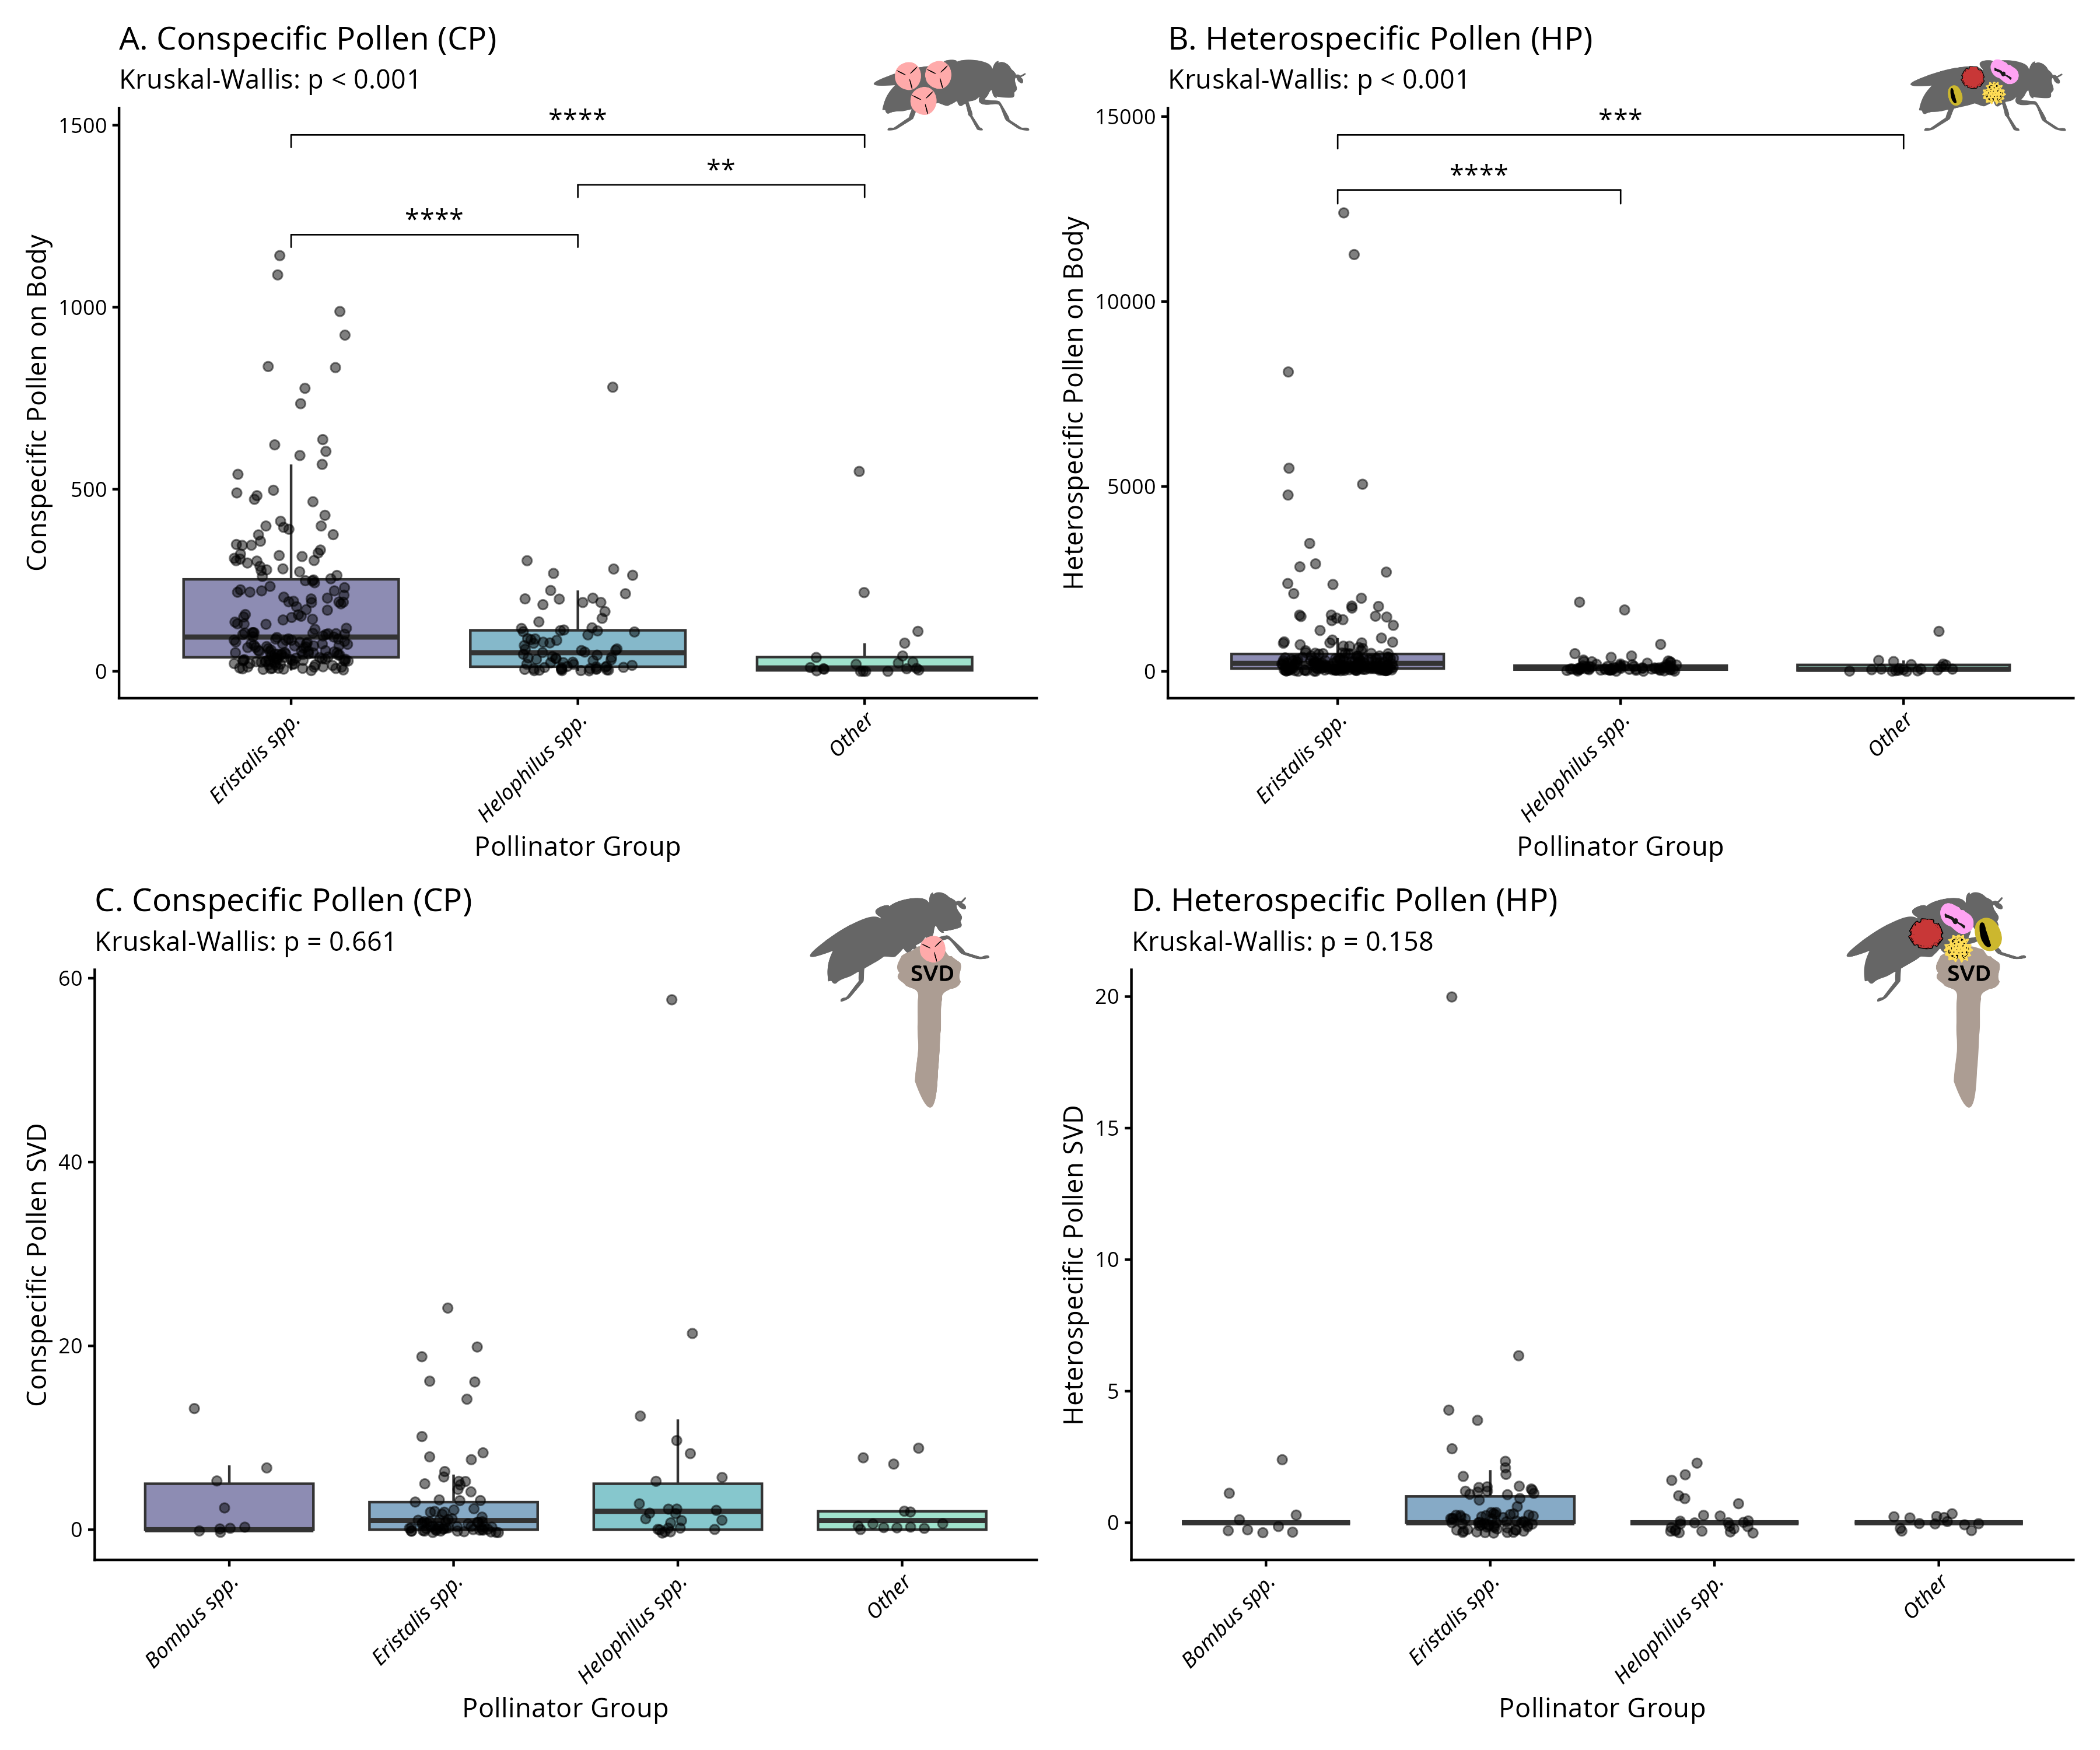 A. Conspecific Pollen (CP)
Kruskal-Wallis: p < 0.001
Conspecific Pollen on Body
1500
1000
500
0
****
**
****
Eristalis spp.
Helophilus spp.
Other
Pollinator Group
B. Heterospecific Pollen (HP)
Kruskal-Wallis: p < 0.001
Heterospecific Pollen on Body
15000
10000
5000
0
***
****
Eristalis spp.
Helophilus spp.
Other
Pollinator Group
C. Conspecific Pollen (CP)
Kruskal-Wallis: p = 0.661
SVD
Conspecific Pollen SVD
60
40
20
0
Bombus spp.
Eristalis spp.
Helophilus spp.
Other
Pollinator Group
D. Heterospecific Pollen (HP)
Kruskal-Wallis: p = 0.158
SVD
Heterospecific Pollen SVD
20
15
10
5
0
Bombus spp.
Eristalis spp.
Helophilus spp.
Other
Pollinator Group